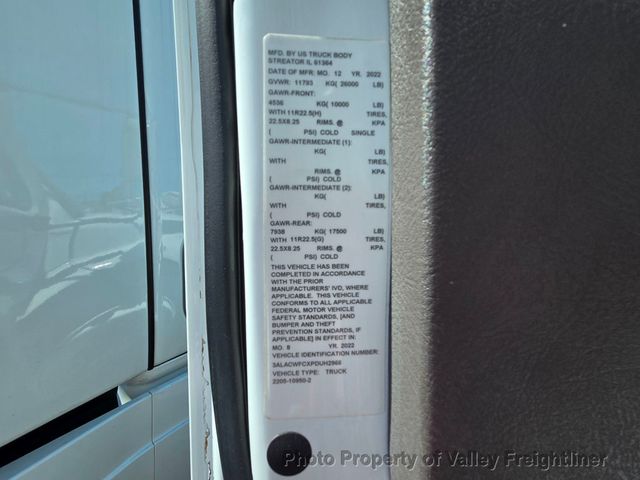 MFD. BY US TRUCK BODY
STREATOR IL 61364
DATE OF MFR: MO. 12 YR. 2022
GVWR: 11793 KG( 26000 LB)
GAWR-FRONT:
4536 KG( 10000 LB)
WITH 11R22.5(H) TIRES,
22.5X8.25 RIMS. @ KPA
( PSI) COLD SINGLE
GAWR-INTERMEDIATE (1):
KG( LB)
WITH TIRES,
RIMS. @ KPA
( PSI) COLD
GAWR-INTERMEDIATE (2):
KG( LB)
WITH TIRES,
( PSI) COLD
GAWR-REAR:
7938 KG( 17500 LB)
WITH 11R22.5(G) TIRES,
22.5X8.25 RIMS. @ KPA
( PSI) COLD
THIS VEHICLE HAS BEEN
COMPLETED IN ACCORDANCE
WITH THE PRIOR
MANUFACTURERS' IVD, WHERE
APPLICABLE. THIS VEHICLE
CONFORMS TO ALL APPLICABLE
FEDERAL MOTOR VEHICLE
SAFETY STANDARDS, [AND
BUMPER AND THEFT
PREVENTION STANDARDS, IF
APPLICABLE] IN EFFECT IN:
MO. 8 YR. 2022
VEHICLE IDENTIFICATION NUMBER:
3ALACWFCXPDUH2966
VEHICLE TYPE: TRUCK
2205-10950-2
Photo Property of Valley Freightliner